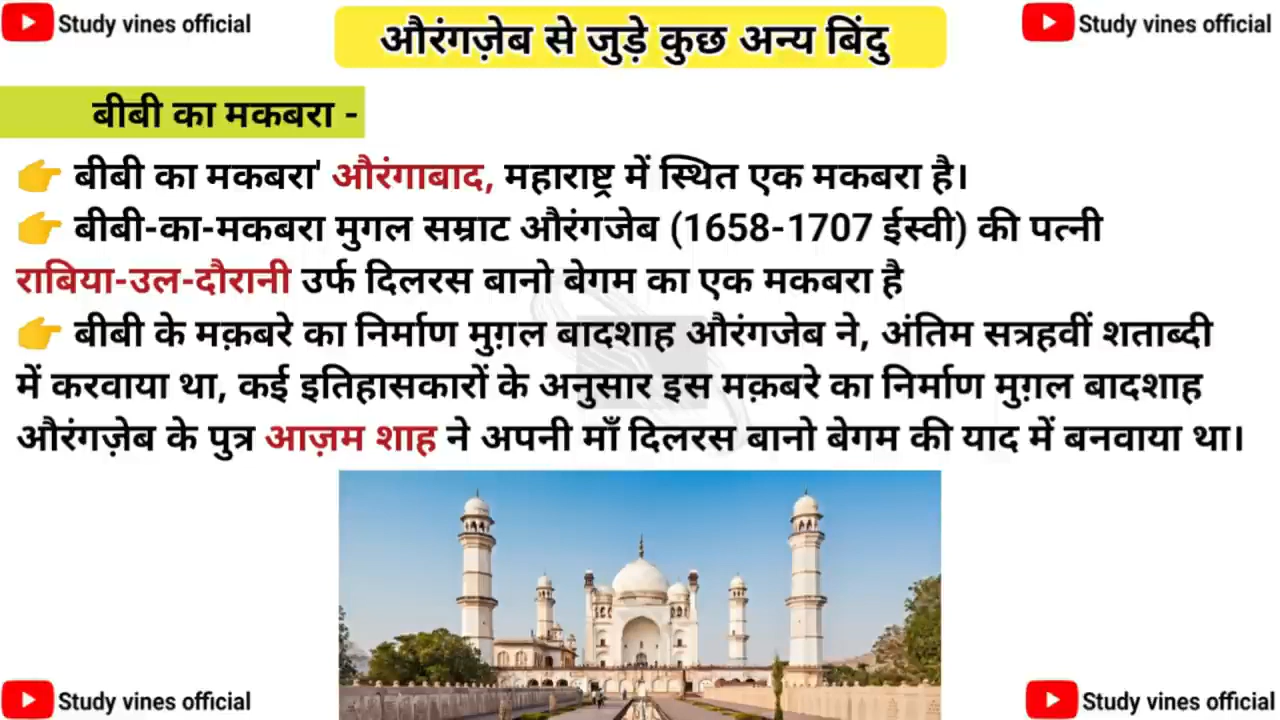 Study vines official
औरंगज़ेब से जुड़े कुछ अन्य बिंदु
Study vines official
बीबी का मकबरा -
👉 बीबी का मकबरा' औरंगाबाद, महाराष्ट्र में स्थित एक मकबरा है।
👉 बीबी-का-मकबरा मुगल सम्राट औरंगजेब (1658-1707 ईस्वी) की पत्नी
राबिया-उल-दौरानी उर्फ दिलरस बानो बेगम का एक मकबरा है
👉 बीबी के मक़बरे का निर्माण मुग़ल बादशाह औरंगजेब ने, अंतिम सत्रहवीं शताब्दी
में करवाया था, कई इतिहासकारों के अनुसार इस मक़बरे का निर्माण मुग़ल बादशाह
औरंगज़ेब के पुत्र आज़म शाह ने अपनी माँ दिलरस बानो बेगम की याद में बनवाया था।
Study vines official
Study vines official